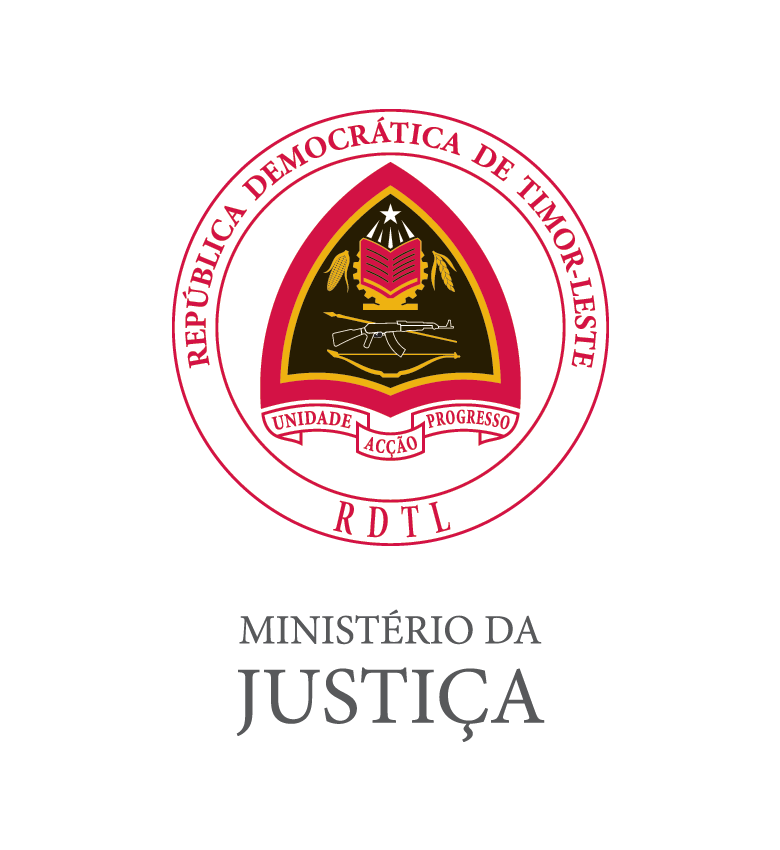 REPÚBLICA DEMOCRÁTICA DE TIMOR-LESTE
UNIDADE
ACÇÃO
PROGRESSO
RDTL
MINISTÉRIO DA
JUSTIÇA